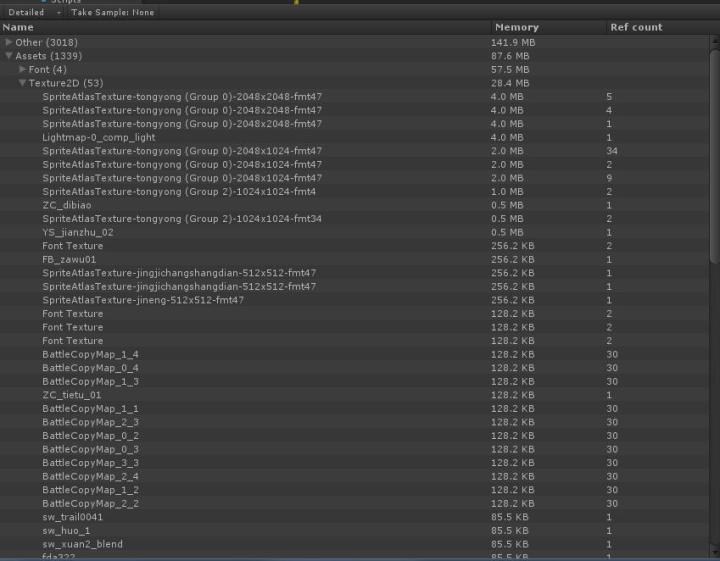 Scripts
Detailed Take Sample: None
Name Memory Ref count
Other (3018) 141.9 MB
Assets (1339) 87.6 MB
Font (4) 57.5 MB
Texture2D (53) 28.4 MB
SpriteAtlasTexture-tongyong (Group 0)-2048x2048-fmt47 4.0 MB 5
SpriteAtlasTexture-tongyong (Group 0)-2048x2048-fmt47 4.0 MB 4
SpriteAtlasTexture-tongyong (Group 0)-2048x2048-fmt47 4.0 MB 1
Lightmap-0_comp_light 4.0 MB 1
SpriteAtlasTexture-tongyong (Group 0)-2048x1024-fmt47 2.0 MB 34
SpriteAtlasTexture-tongyong (Group 0)-2048x1024-fmt47 2.0 MB 2
SpriteAtlasTexture-tongyong (Group 0)-2048x1024-fmt47 2.0 MB 9
SpriteAtlasTexture-tongyong (Group 2)-1024x1024-fmt4 1.0 MB 2
ZC_dibiao 0.5 MB 1
SpriteAtlasTexture-tongyong (Group 2)-1024x1024-fmt34 0.5 MB 2
YS_jianzhu_02 0.5 MB 1
Font Texture 256.2 KB 2
FB_zawu01 256.2 KB 1
SpriteAtlasTexture-jingjichangshangdian-512x512-fmt47 256.2 KB 1
SpriteAtlasTexture-jingjichangshangdian-512x512-fmt47 256.2 KB 1
SpriteAtlasTexture-jineng-512x512-fmt47 256.2 KB 1
Font Texture 128.2 KB 2
Font Texture 128.2 KB 2
Font Texture 128.2 KB 2
BattleCopyMap_1_4 128.2 KB 30
BattleCopyMap_0_4 128.2 KB 30
BattleCopyMap_1_3 128.2 KB 30
ZC_tietu_01 128.2 KB 1
BattleCopyMap_1_1 128.2 KB 30
BattleCopyMap_2_3 128.2 KB 30
BattleCopyMap_0_2 128.2 KB 30
BattleCopyMap_0_3 128.2 KB 30
BattleCopyMap_3_3 128.2 KB 30
BattleCopyMap_2_4 128.2 KB 30
BattleCopyMap_1_2 128.2 KB 30
BattleCopyMap_2_2 128.2 KB 30
sw_trail0041 85.5 KB 1
sw_huo_1 85.5 KB 1
sw_xuan2_blend 85.5 KB 1
fda322 85.5 KB 1